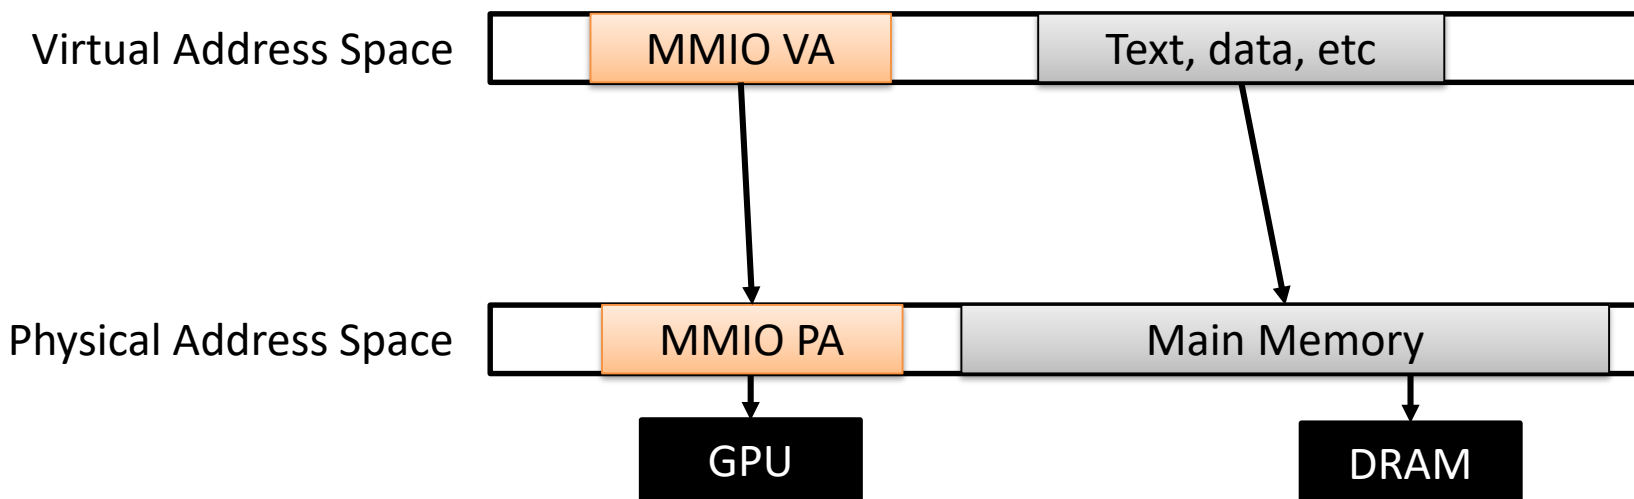 Virtual Address Space
MMIO VA
Text, data, etc
Physical Address Space
MMIO PA
Main Memory
GPU
DRAM